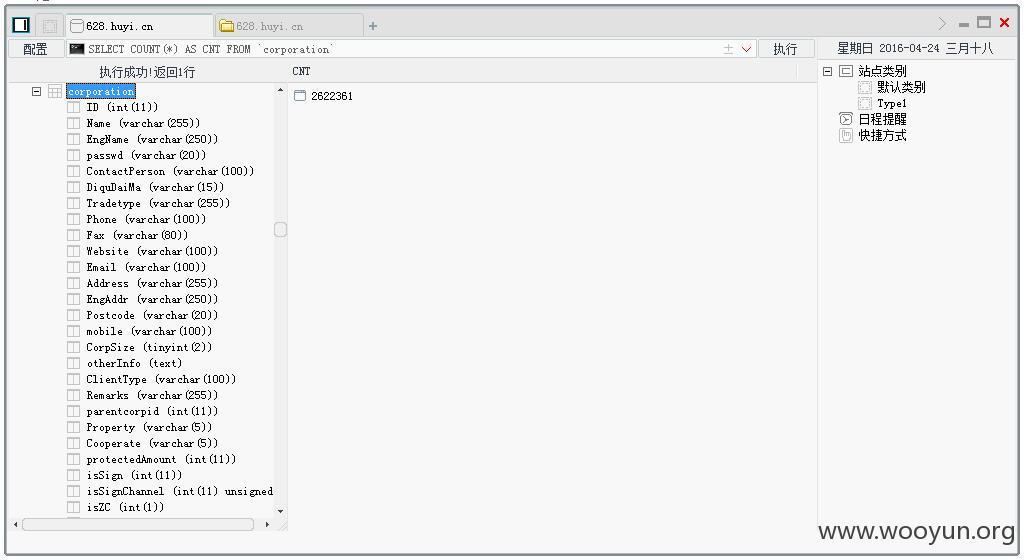 628.huyi.cn
628.huyi.cn
配置
SELECT COUNT(*) AS CNT FROM `corporation`
执行
星期日 2016-04-24 三月十八
执行成功!返回1行
CNT
corporation
2622361
ID (int(11))
Name (varchar(255))
EngName (varchar(250))
passwd (varchar(20))
ContactPerson (varchar(100))
DiquDaiMa (varchar(15))
Tradetype (varchar(255))
Phone (varchar(100))
Fax (varchar(80))
Website (varchar(100))
Email (varchar(100))
Address (varchar(255))
EngAddr (varchar(250))
Postcode (varchar(20))
mobile (varchar(100))
CorpSize (tinyint(2))
otherInfo (text)
ClientType (varchar(100))
Remarks (varchar(255))
parentcorpid (int(11))
Property (varchar(5))
Cooperate (varchar(5))
protectedAmount (int(11))
isSign (int(11))
isSignChannel (int(11) unsigned
isZC (int(1))
站点类别
默认类别
Type1
日程提醒
快捷方式
www.wooyun.org